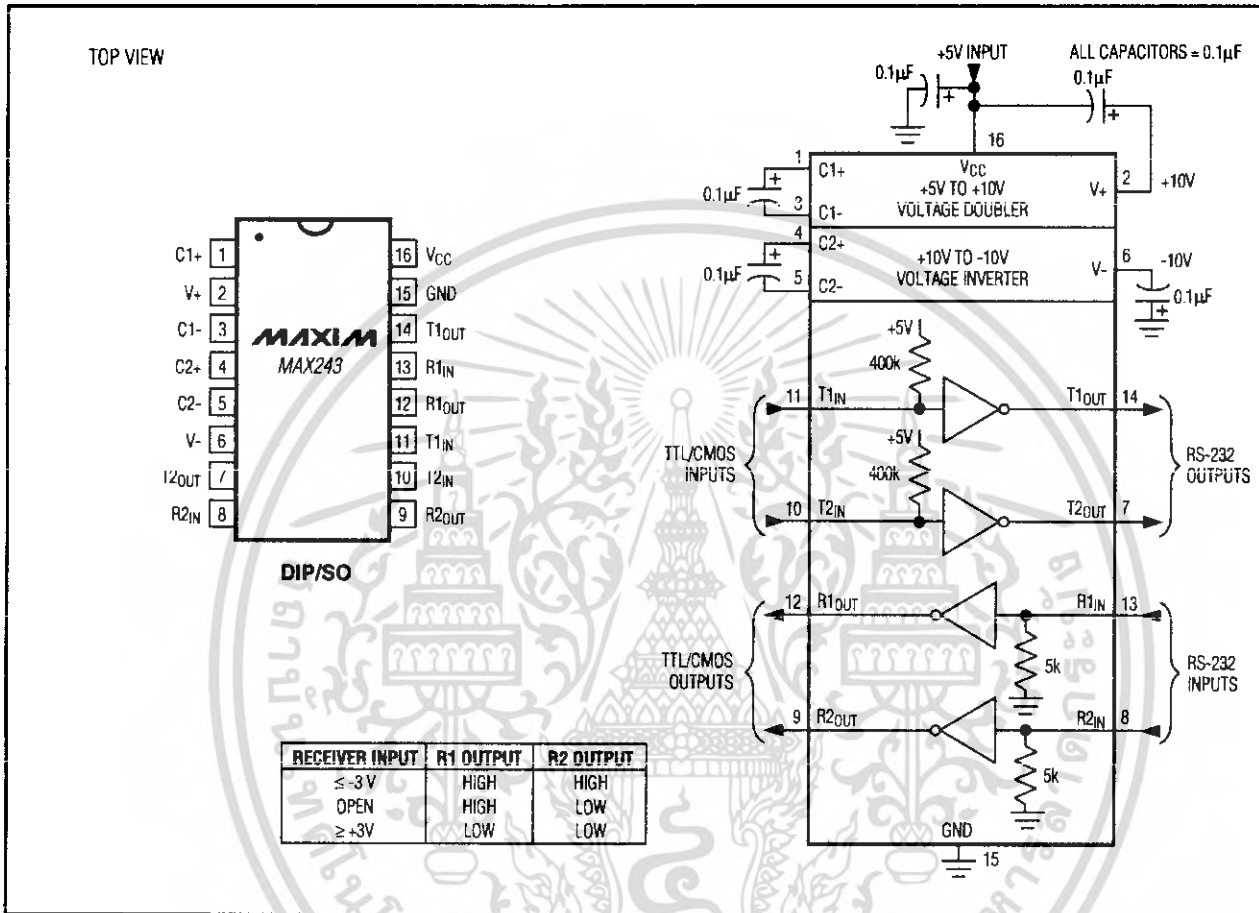 TOP VIEW
C1+ 1
V+ 2
C1- 3
C2+ 4
C2- 5
V- 6
T2OUT 7
R2IN 8
MAXIM
MAX243
16 VCC
15 GND
14 T1OUT
13 R1IN
12 R1OUT
11 T1IN
10 T2IN
9 R2OUT
DIP/SO
RECEIVER INPUT R1 OUTPUT R2 OUTPUT
≤ -3 V HIGH HIGH
OPEN HIGH LOW
≥ +3V LOW LOW
+5V INPUT
ALL CAPACITORS = 0.1µF
0.1µF
+
0.1µF
+
16
VCC
1 C1+
+
0.1µF
3 C1-
+5V TO +10V
VOLTAGE DOUBLER
V+ 2 +10V
4 C2+
+
0.1µF
5 C2-
+10V TO -10V
VOLTAGE INVERTER
V- 6 -10V
0.1µF
+
+5V
400k
11 T1IN
T1OUT 14
+5V
400k
TTL/CMOS
INPUTS
RS-232
OUTPUTS
10 T2IN
T2OUT 7
12 R1OUT
R1IN 13
5k
TTL/CMOS
OUTPUTS
RS-232
INPUTS
9 R2OUT
R2IN 8
5k
GND
15